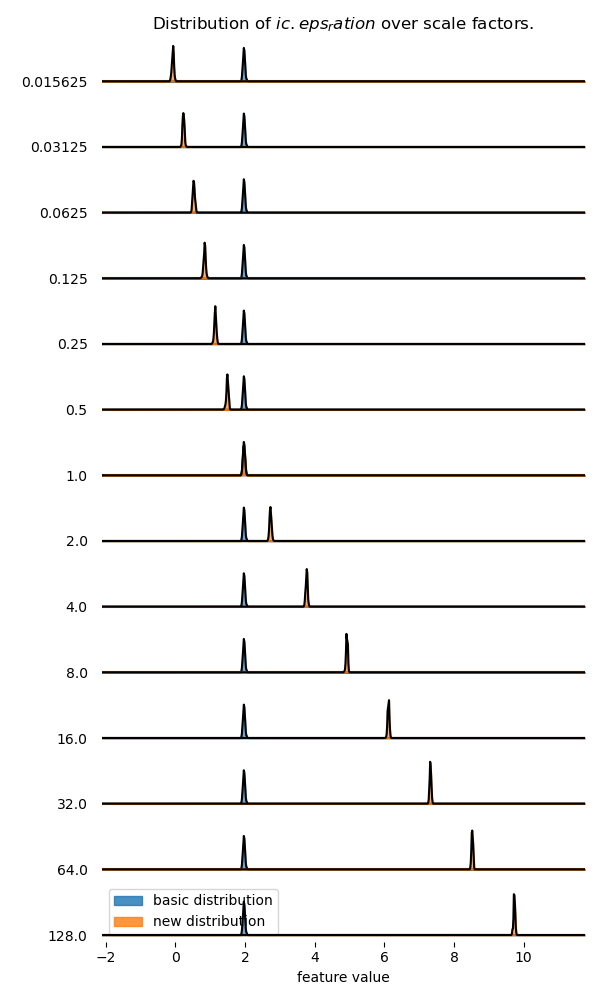 Distribution of ic.eps_ration over scale factors.
0.015625
0.03125
0.0625
0.125
0.25
0.5
1.0
2.0
4.0
8.0
16.0
32.0
64.0
basic distribution
new distribution
128.0
−2 0 2 4 6 8 10
feature value